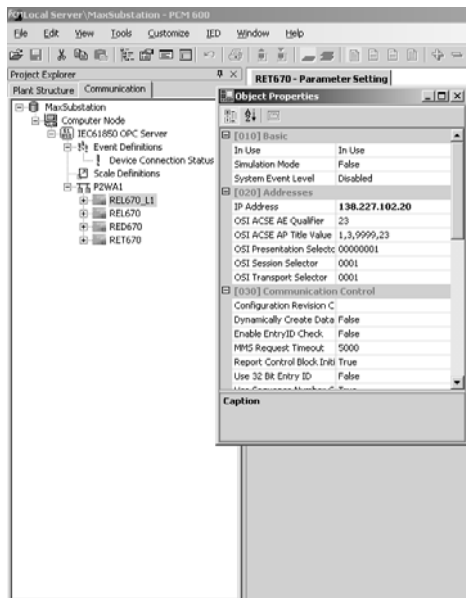 Local Server\MaxSubstation - PCM 600
File Edit View Tools Customize IED Window Help
Project Explorer
Plant Structure Communication
MaxSubstation
Computer Node
IEC61850 OPC Server
Event Definitions
Device Connection Status
Scale Definitions
P2WA1
REL670_L1
REL670
RED670
RET670
RET670 - Parameter Setting
Object Properties
[010] Basic
In Use In Use
Simulation Mode False
System Event Level Disabled
[020] Addresses
IP Address 138.227.102.20
OSI ACSE AE Qualifier 23
OSI ACSE AP Title Value 1,3,9999,23
OSI Presentation Selecto 00000001
OSI Session Selector 0001
OSI Transport Selector 0001
[030] Communication Control
Configuration Revision C
Dynamically Create Data False
Enable EntryID Check False
MMS Request Timeout 5000
Report Control Block Initi True
Use 32 Bit Entry ID False
Use Sequence Number True
Caption